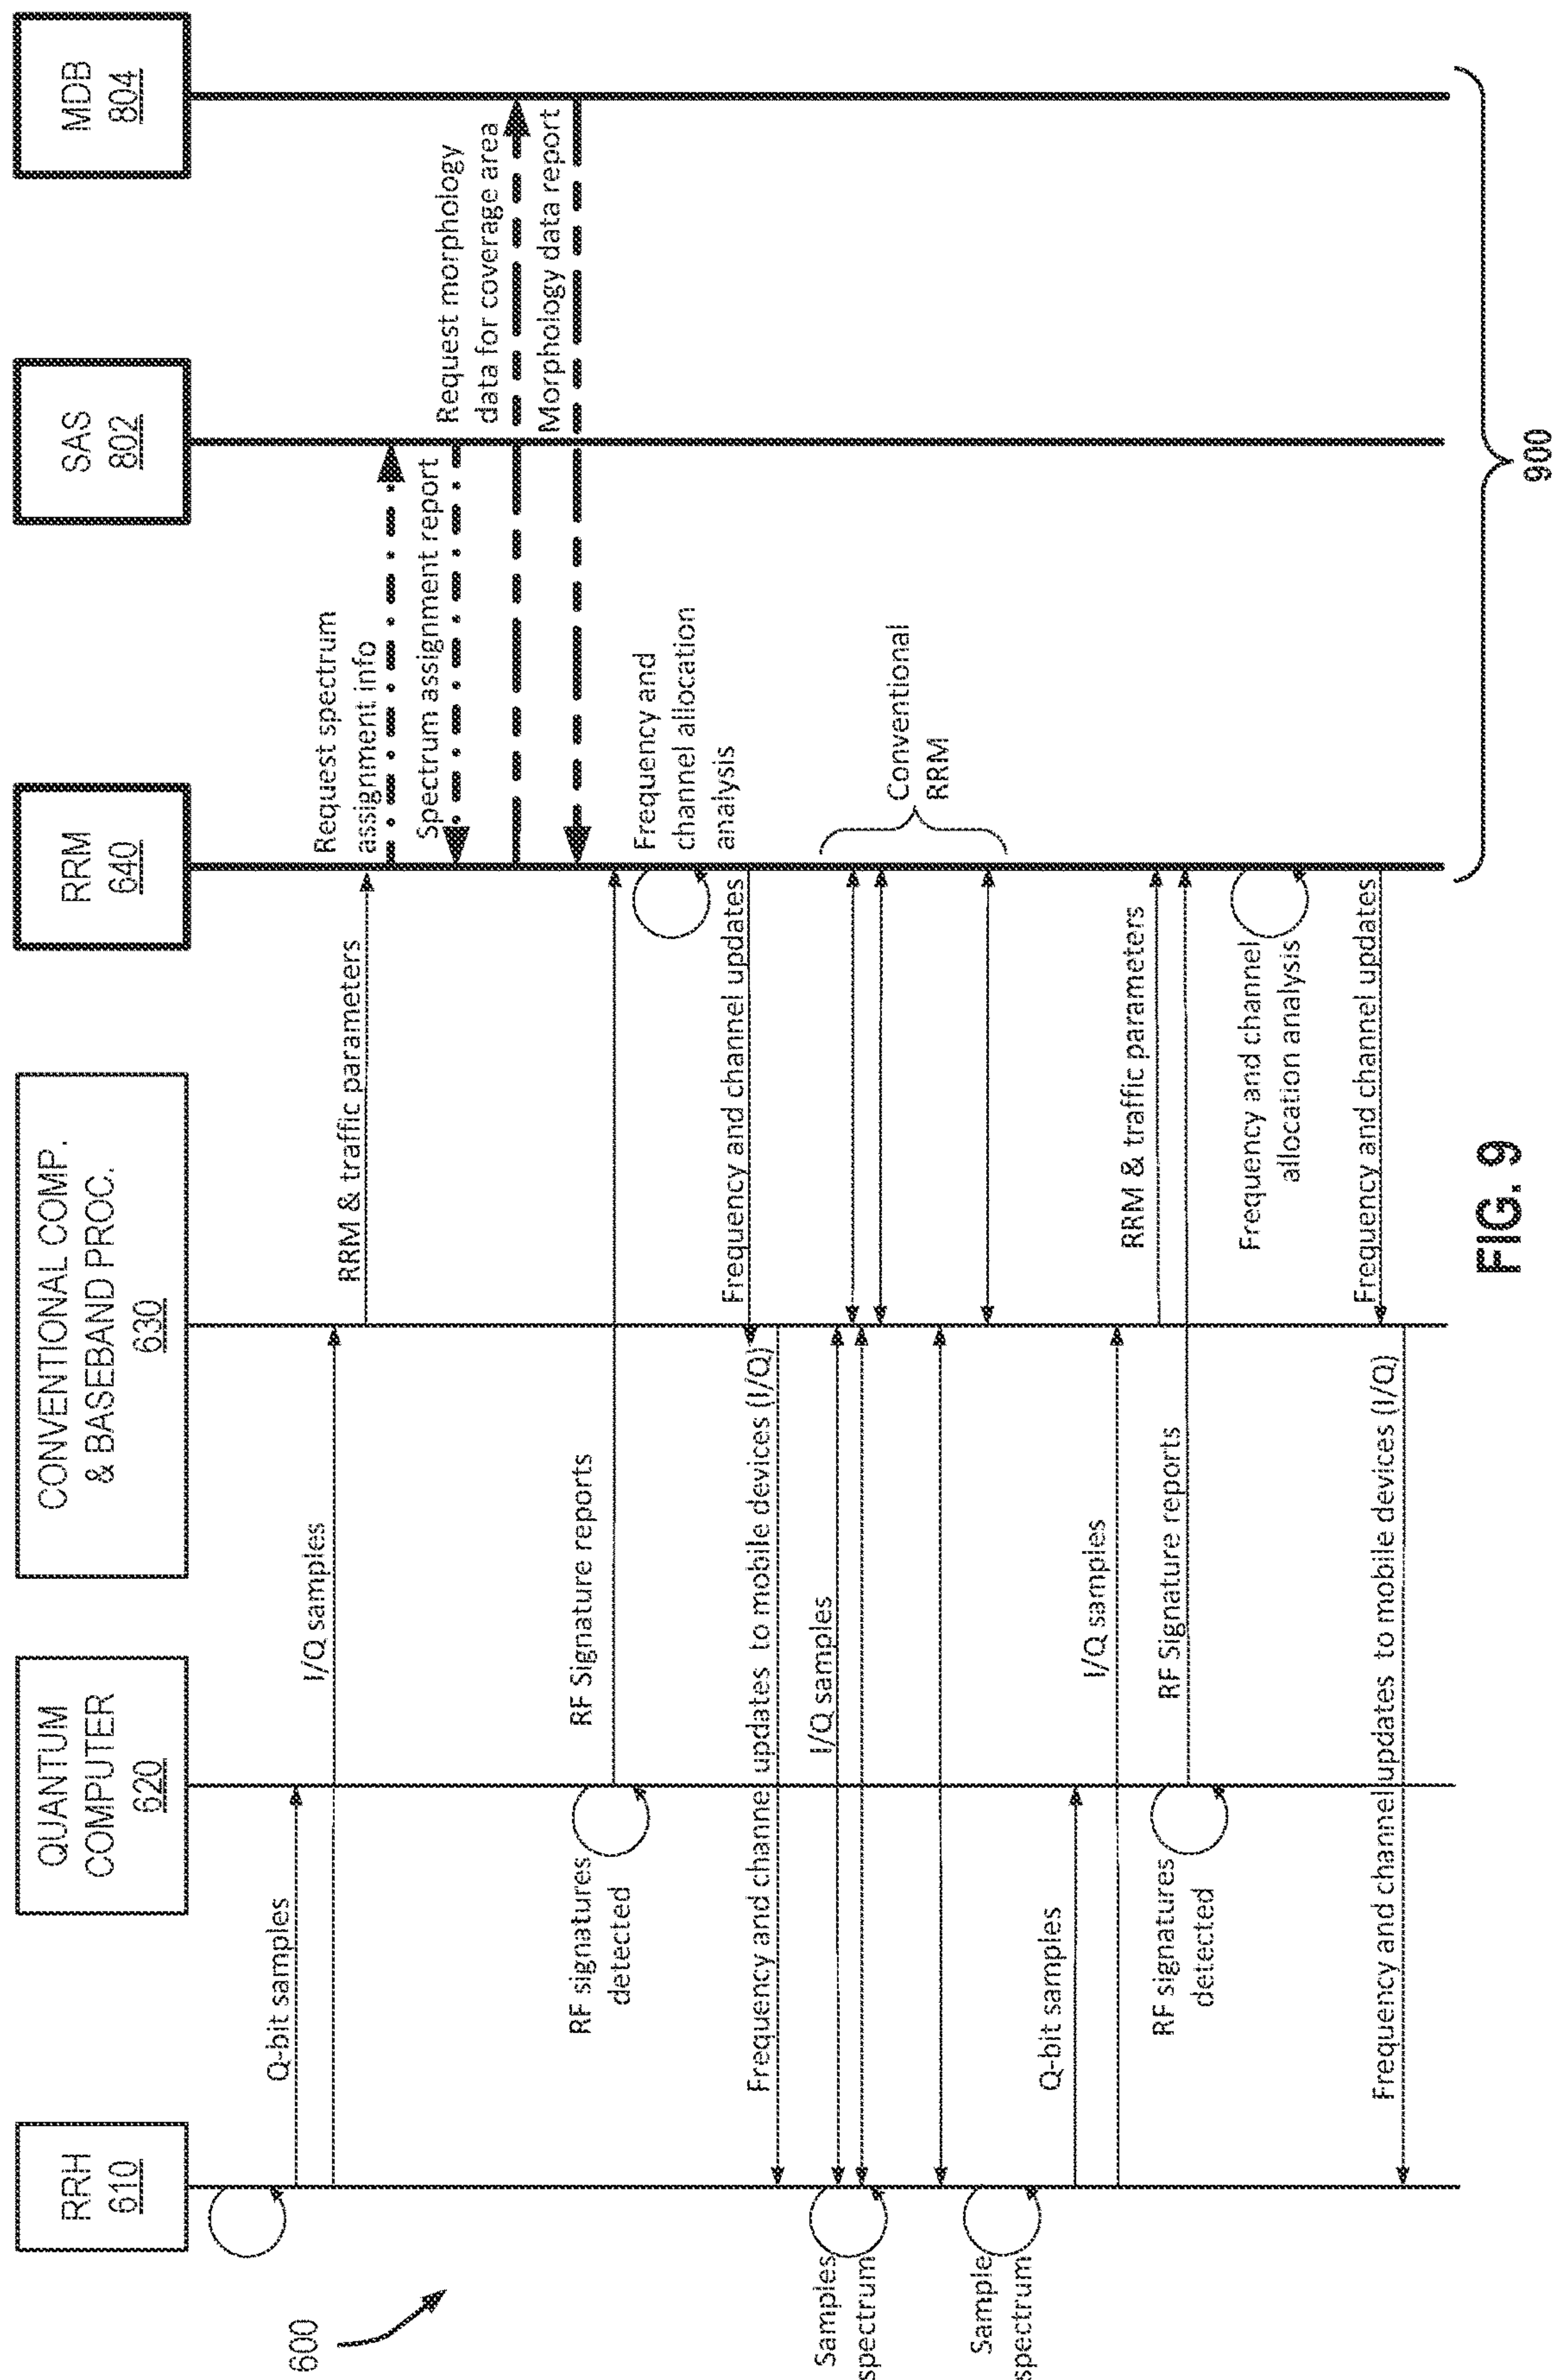 600
RRH
610
QUANTUM
COMPUTER
620
CONVENTIONAL COMP.
& BASEBAND PROC.
630
RRM
640
SAS
802
MDB
804
Q-bit samples
I/Q samples
RRM & traffic parameters
Request spectrum
assignment info
Spectrum assignment report
Request morphology
data for coverage area
Morphology data report
RF signatures
detected
RF Signature reports
Frequency and
channel allocation
analysis
Frequency and channel updates
Frequency and channel updates to mobile devices (I/Q)
Samples
spectrum
I/Q samples
Conventional
RRM
Sample
spectrum
Q-bit samples
I/Q samples
RRM & traffic parameters
RF signatures
detected
RF Signature reports
Frequency and channel
allocation analysis
Frequency and channel updates
Frequency and channel updates to mobile devices (I/Q)
900
FIG. 9